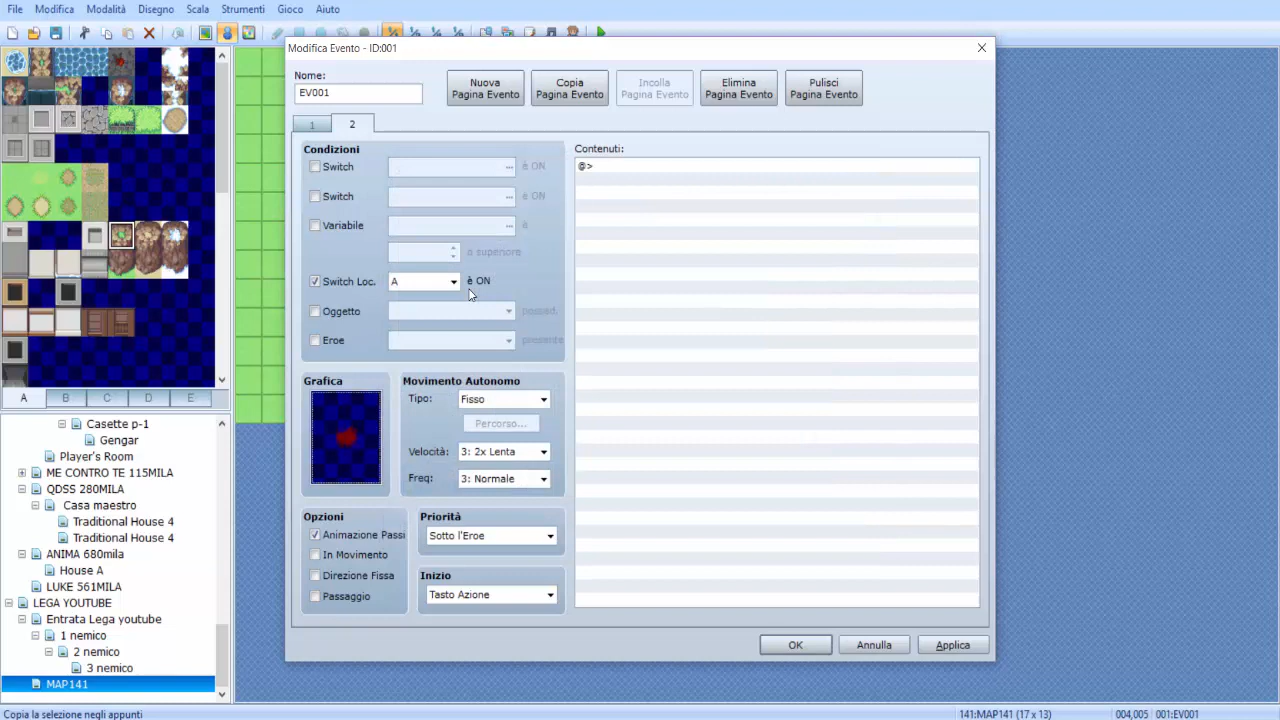 File Modifica Modalità Disegno Scala Strumenti Gioco Aiuto
Modifica Evento - ID:001
Nome:
EV001
Nuova Pagina Evento
Copia Pagina Evento
Incolla Pagina Evento
Elimina Pagina Evento
Pulisci Pagina Evento
1 2
Condizioni
Switch ... è ON
Switch ... è ON
Variabile ... è
o superiore
Switch Loc. A è ON
Oggetto possed.
Eroe presente
Grafica
Movimento Autonomo
Tipo: Fisso
Percorso...
Velocità: 3: 2x Lenta
Freq: 3: Normale
Opzioni
Animazione Passi
In Movimento
Direzione Fissa
Passaggio
Priorità
Sotto l'Eroe
Inizio
Tasto Azione
Contenuti:
@>
OK Annulla Applica
A B C D E
Casette p-1
Gengar
Player's Room
ME CONTRO TE 115MILA
QDSS 280MILA
Casa maestro
Traditional House 4
Traditional House 4
ANIMA 680mila
House A
LUKE 561MILA
LEGA YOUTUBE
Entrata Lega youtube
1 nemico
2 nemico
3 nemico
MAP141
Copia la selezione negli appunti
141:MAP141 (17 x 13) 004,005 001:EV001